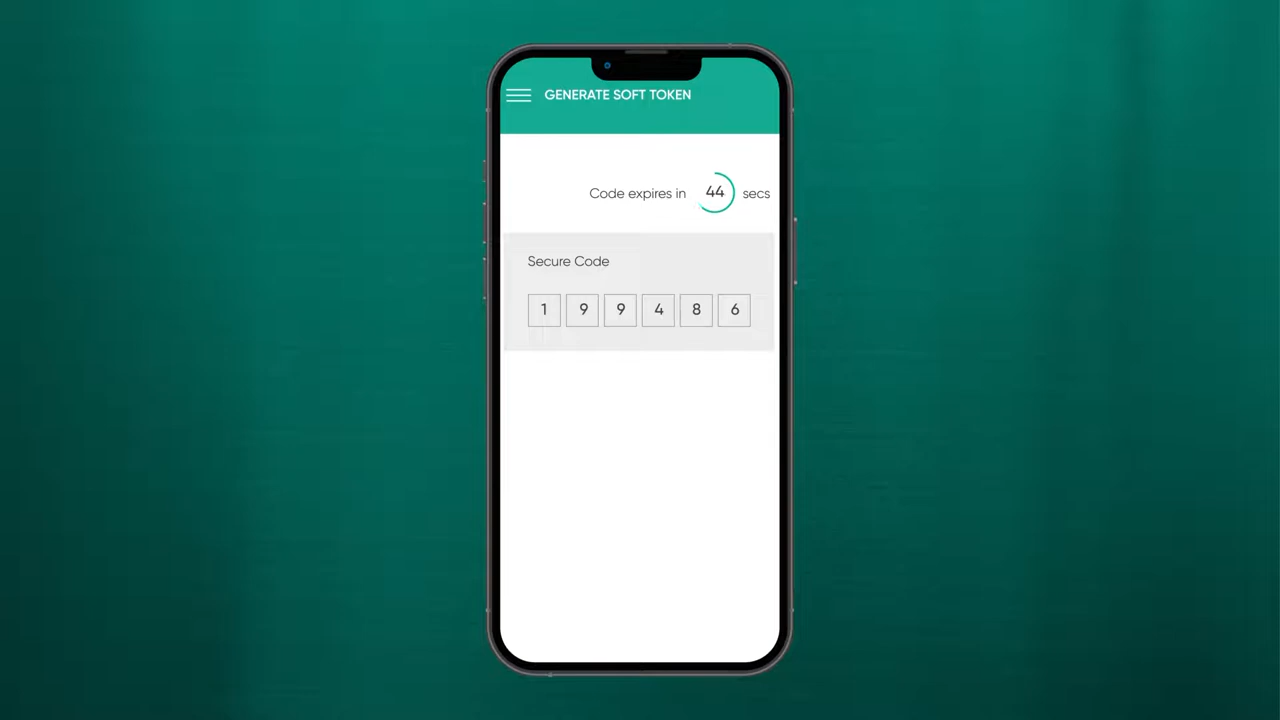 GENERATE SOFT TOKEN
Code expires in 44 secs
Secure Code
1 9 9 4 8 6